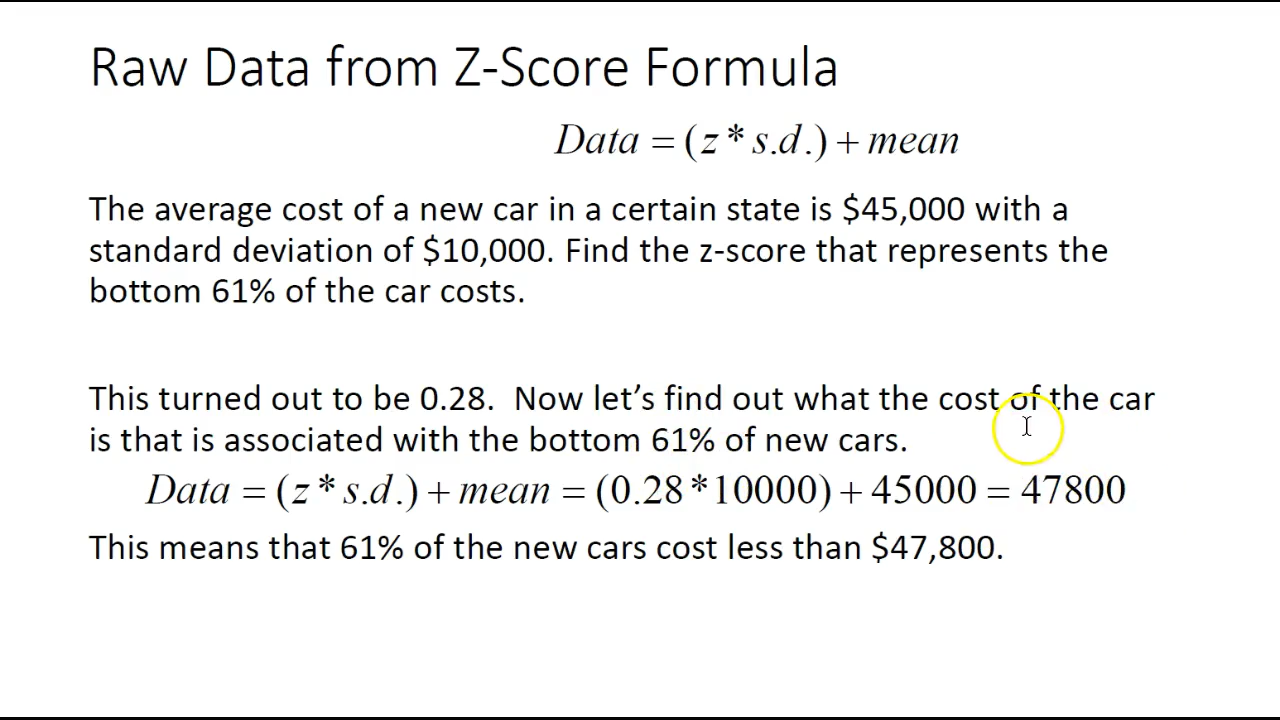 Raw Data from Z-Score Formula
Data = (z * s.d.) + mean
The average cost of a new car in a certain state is $45,000 with a
standard deviation of $10,000. Find the z-score that represents the
bottom 61% of the car costs.
This turned out to be 0.28.  Now let’s find out what the cost of the car
is that is associated with the bottom 61% of new cars.
Data = (z * s.d.) + mean = (0.28 * 10000) + 45000 = 47800
This means that 61% of the new cars cost less than $47,800.